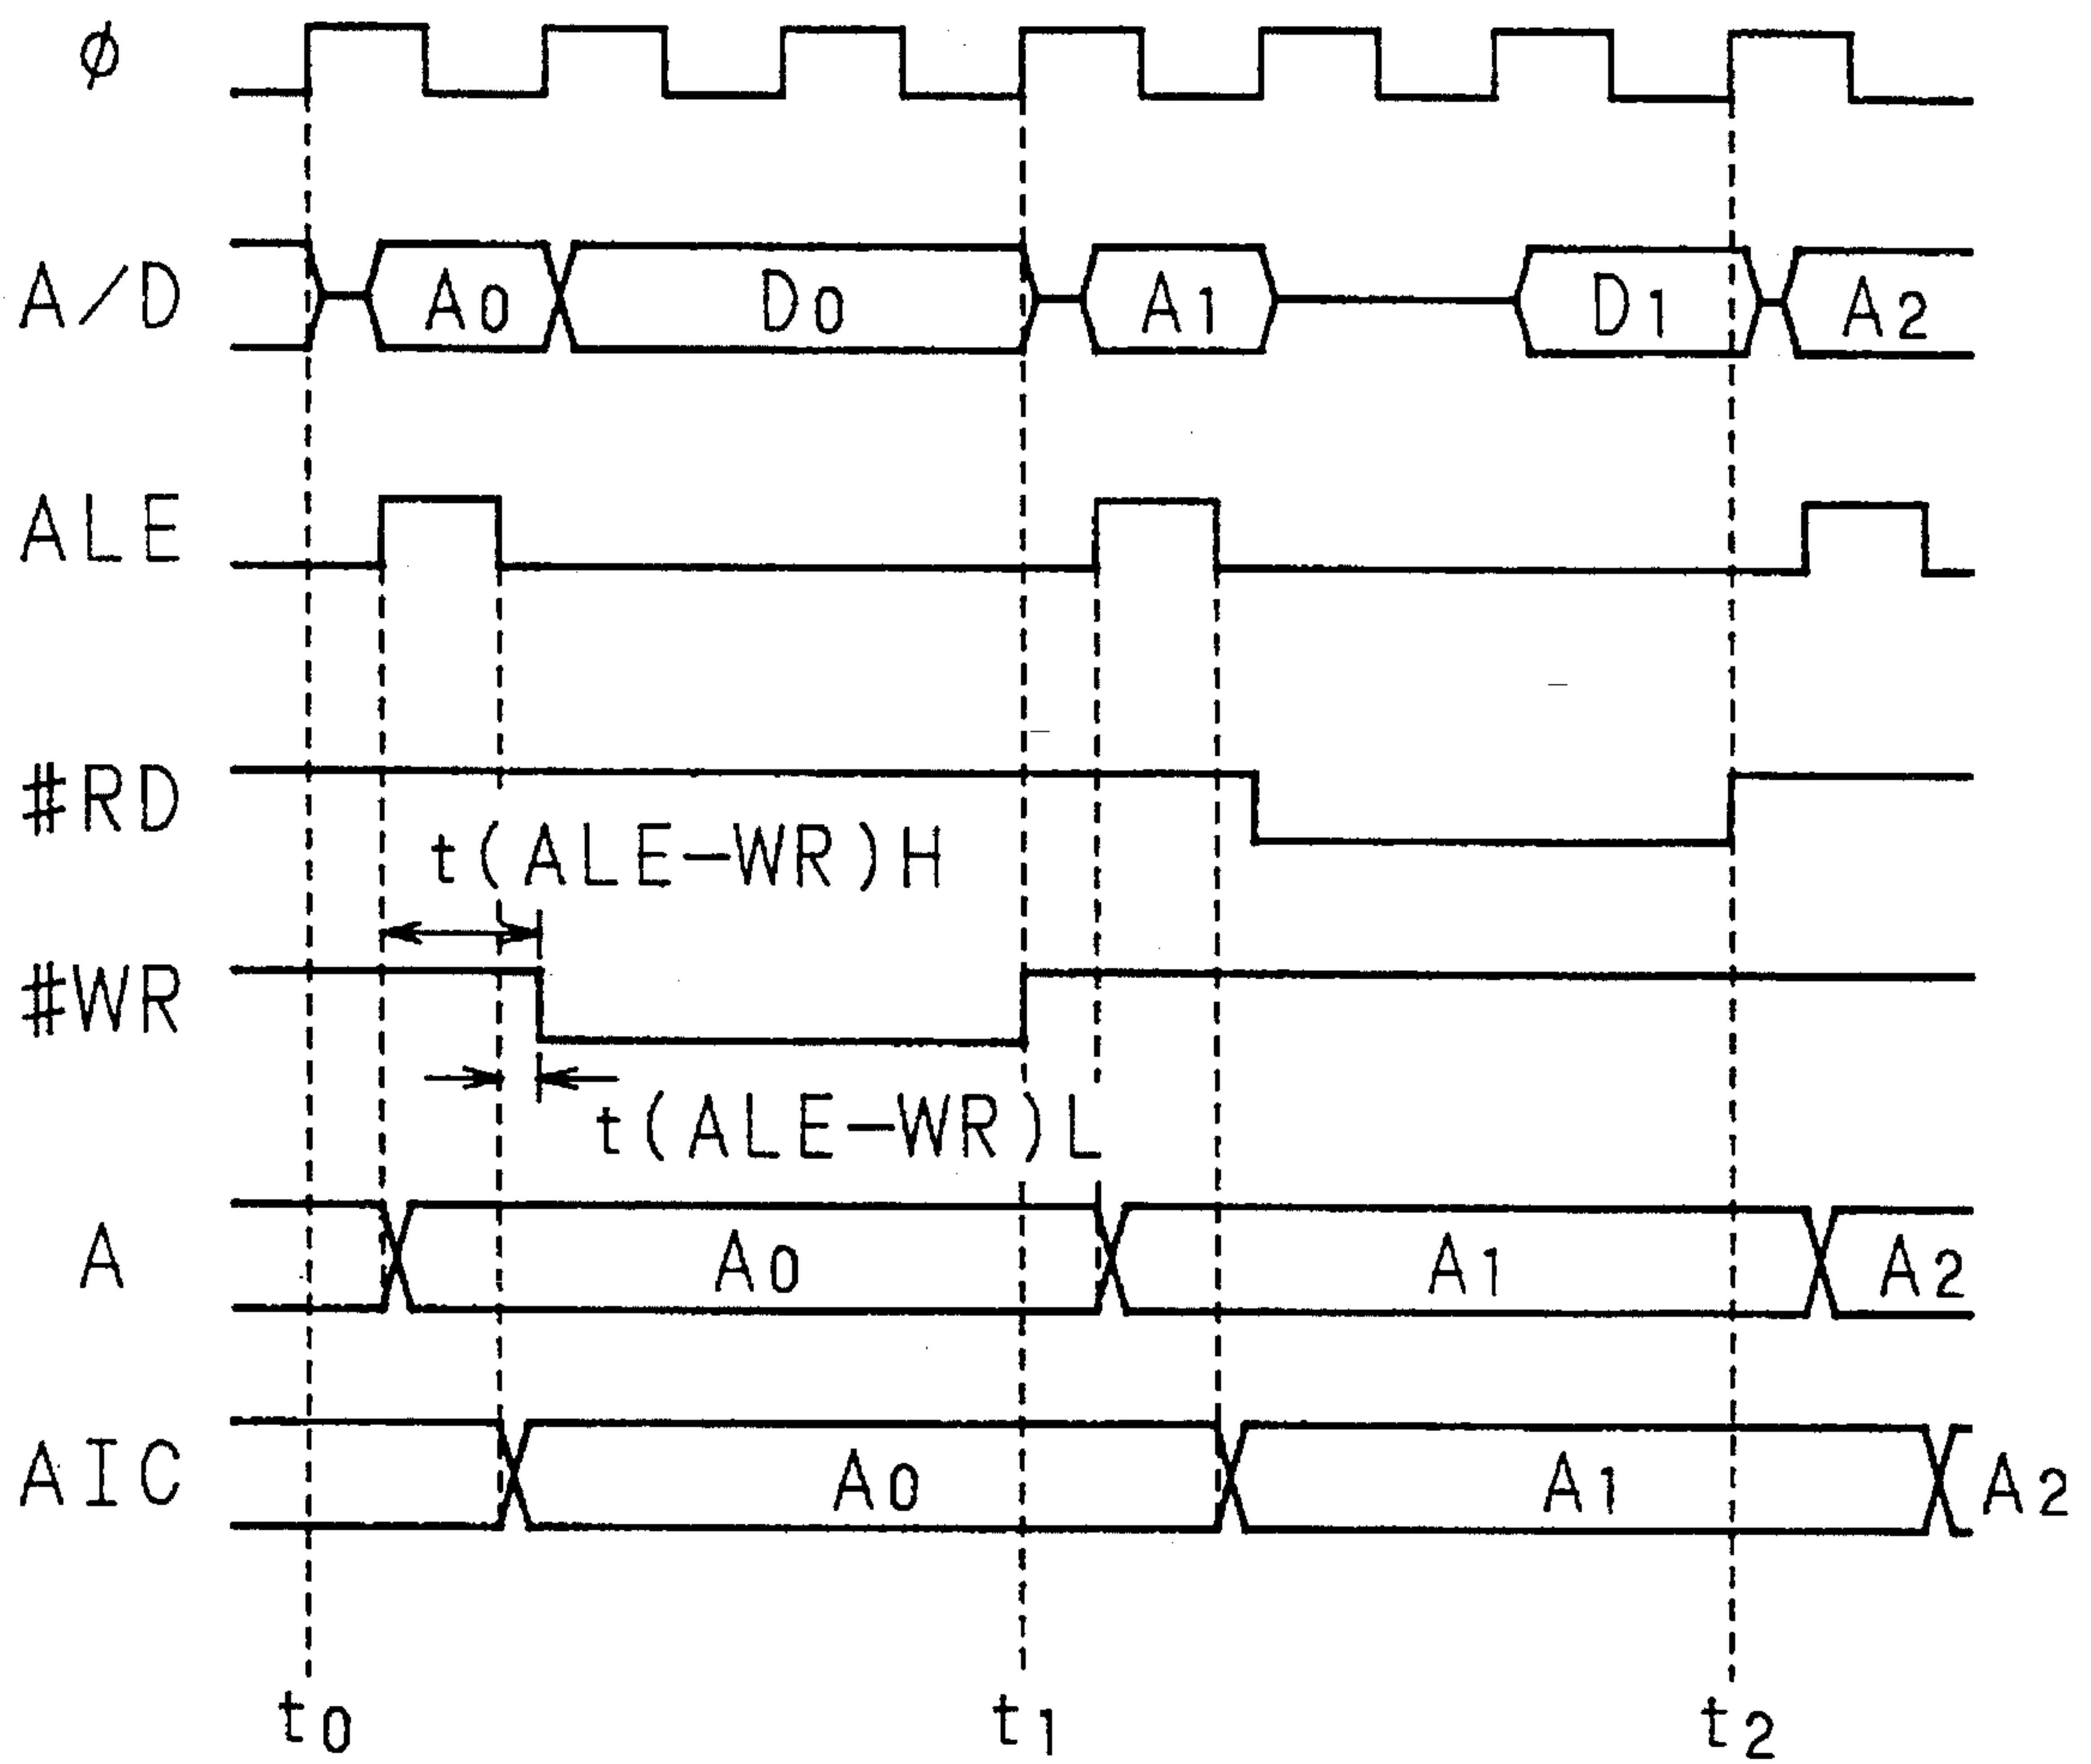 ø
A/D
A0
D0
A1
D1
A2
ALE
#RD
t(ALE-WR)H
#WR
t(ALE-WR)L
A
A0
A1
A2
AIC
A0
A1
A2
t0
t1
t2